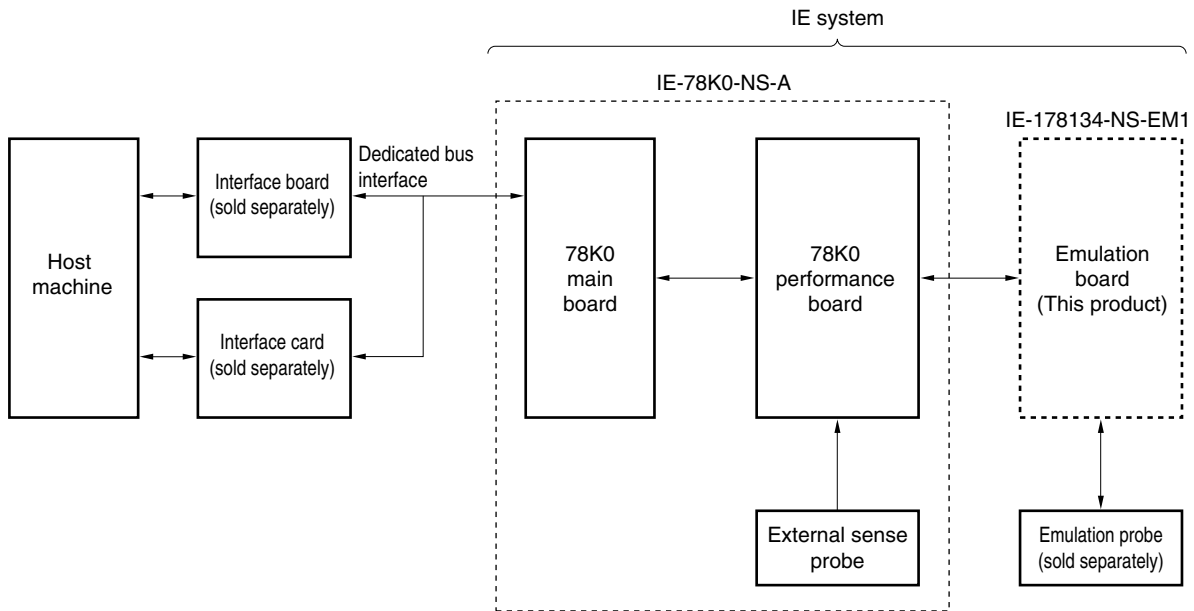 IE system
IE-78K0-NS-A
IE-178134-NS-EM1
Host
machine
Interface board
(sold separately)
Interface card
(sold separately)
Dedicated bus
interface
78K0
main
board
78K0
performance
board
Emulation
board
(This product)
External sense
probe
Emulation probe
(sold separately)